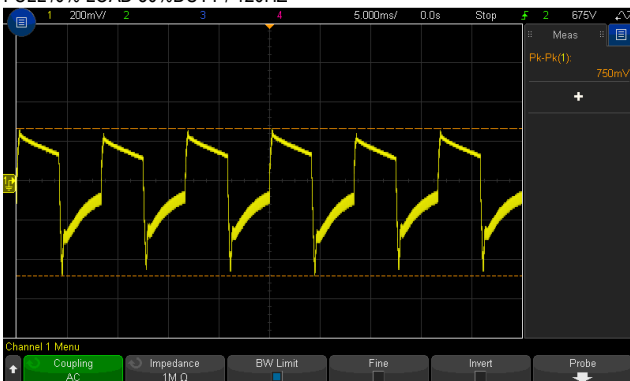 1 200mV/ 2 3 4 5.000ms/ 0.0s Stop 2 675V
Meas
Pk-Pk(1):
750mV
+
Channel 1 Menu
Coupling Impedance BW Limit Fine Invert Probe
AC 1M Ω